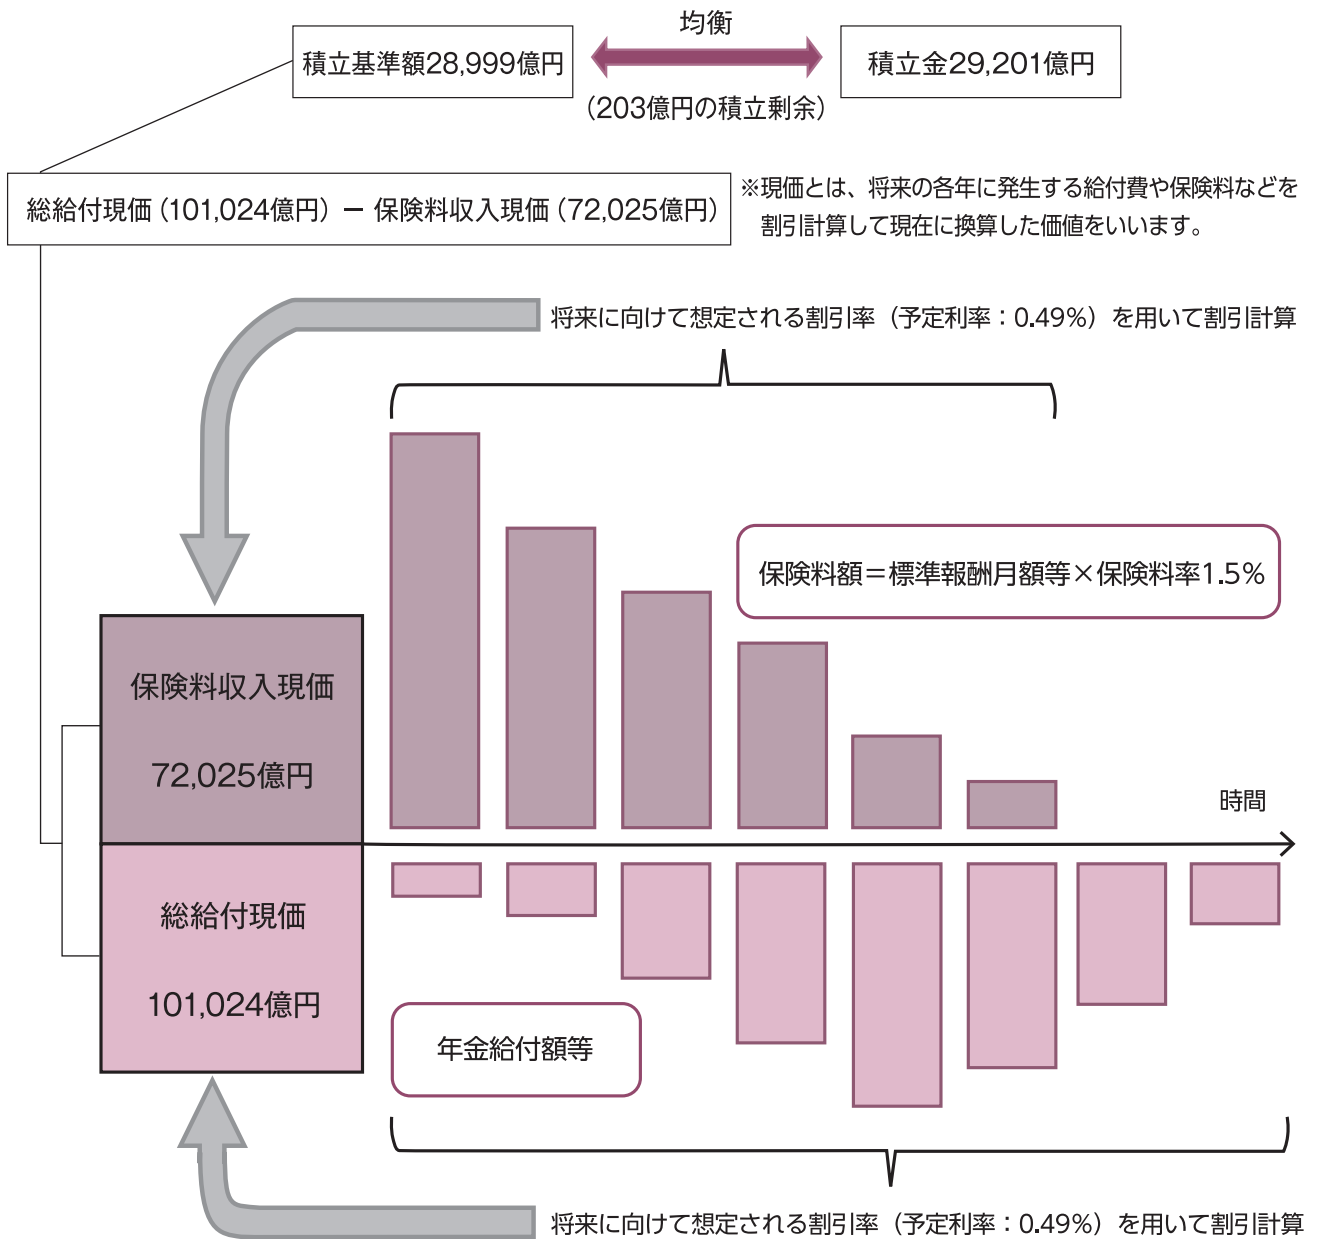 均衡
積立基準額28,999億円
積立金29,201億円
(203億円の積立剰余)
総給付現価(101,024億円) − 保険料収入現価(72,025億円)
※現価とは、将来の各年に発生する給付費や保険料などを
割引計算して現在に換算した価値をいいます。
将来に向けて想定される割引率(予定利率:0.49%)を用いて割引計算
保険料額=標準報酬月額等×保険料率1.5%
保険料収入現価
72,025億円
時間
総給付現価
101,024億円
年金給付額等
将来に向けて想定される割引率(予定利率:0.49%)を用いて割引計算